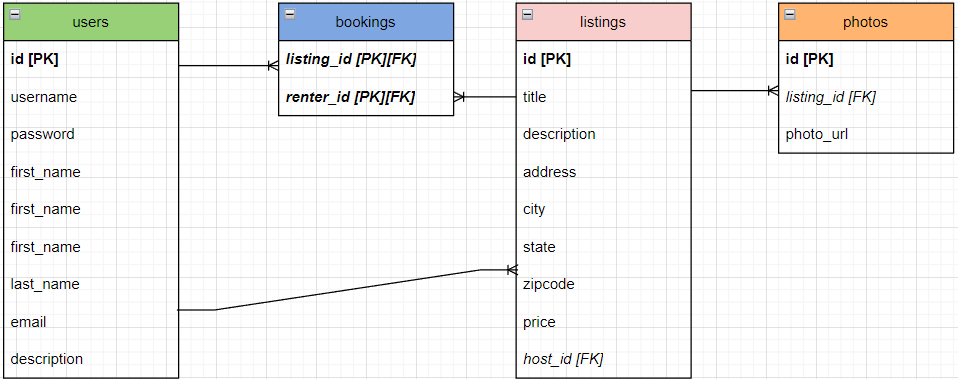 users
id [PK]
username
password
first_name
first_name
first_name
last_name
email
description
bookings
listing_id [PK][FK]
renter_id [PK][FK]
listings
id [PK]
title
description
address
city
state
zipcode
price
host_id [FK]
photos
id [PK]
listing_id [FK]
photo_url